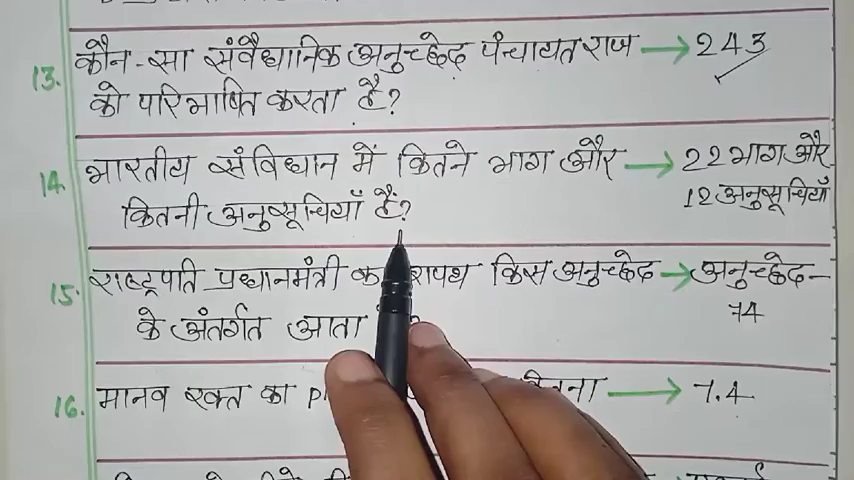 13. कौन-सा संवैधानिक अनुच्छेद पंचायत राज → 243
को परिभाषित करता है?
14. भारतीय संविधान में कितने भाग और → 22 भाग और
कितनी अनुसूचियाँ हैं? 12 अनुसूचियाँ
15. राष्ट्रपति प्रधानमंत्री का शपथ किस अनुच्छेद → अनुच्छेद-
के अंतर्गत आता 74
16. मानव रक्त का → 7.4